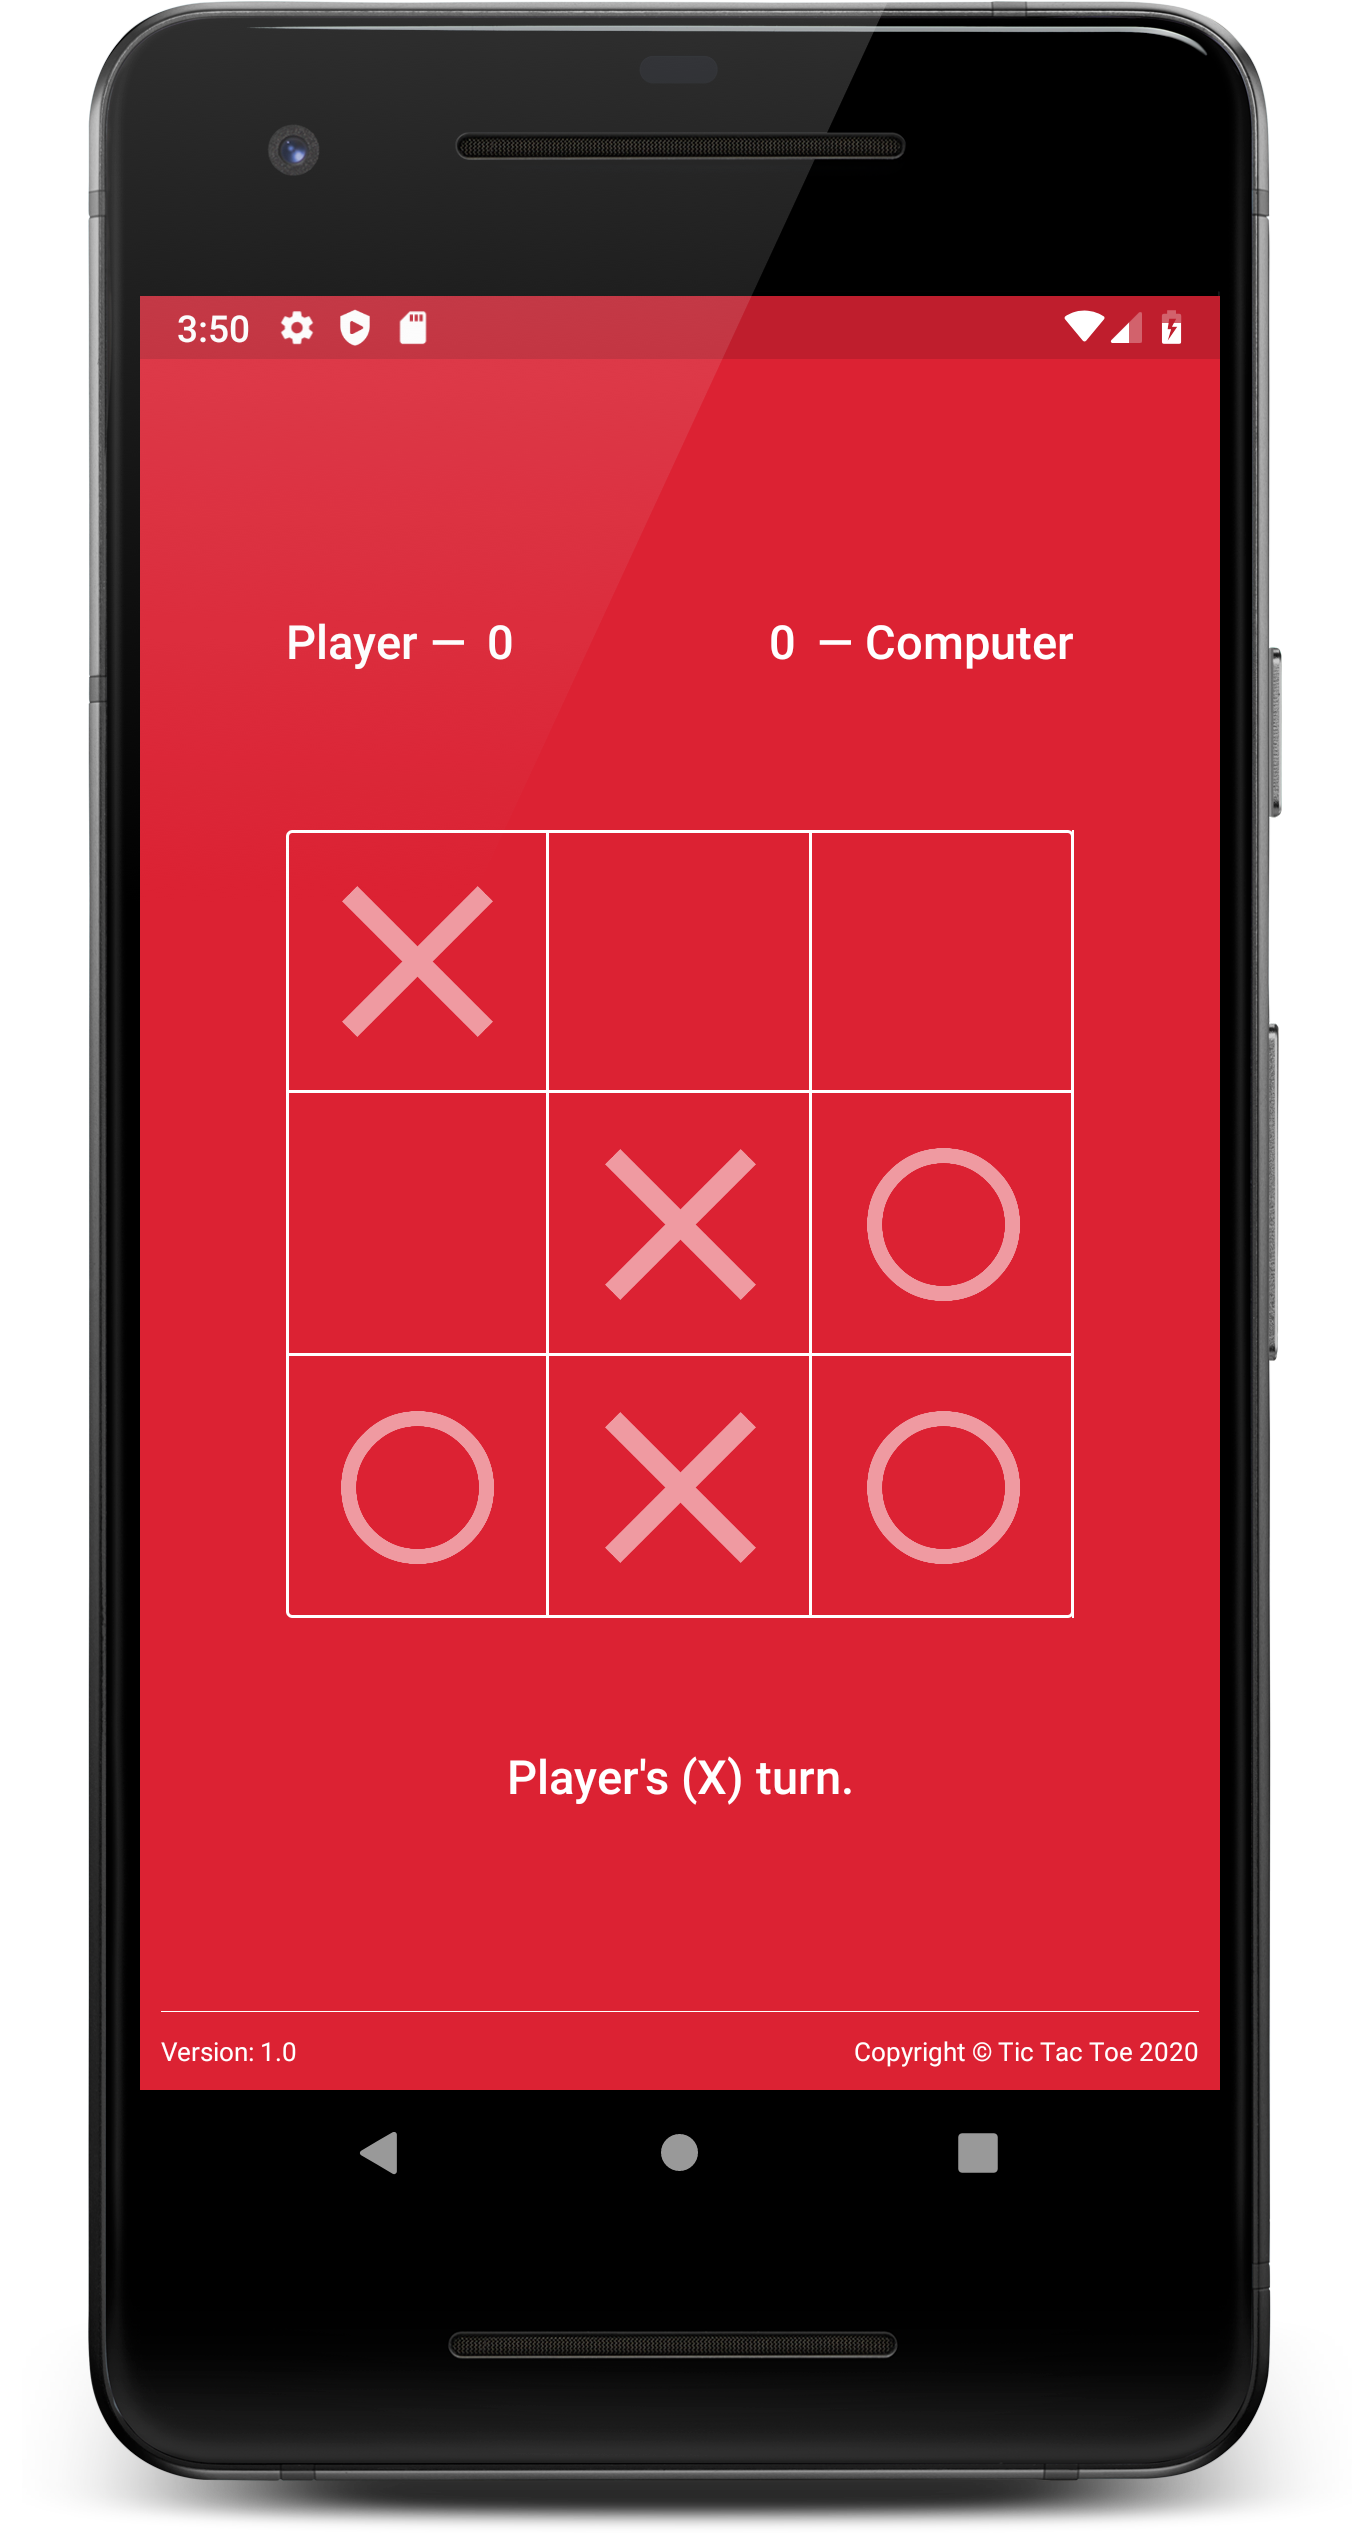 3:50
Player — 0
0 — Computer
Player's (X) turn.
Version: 1.0
Copyright © Tic Tac Toe 2020